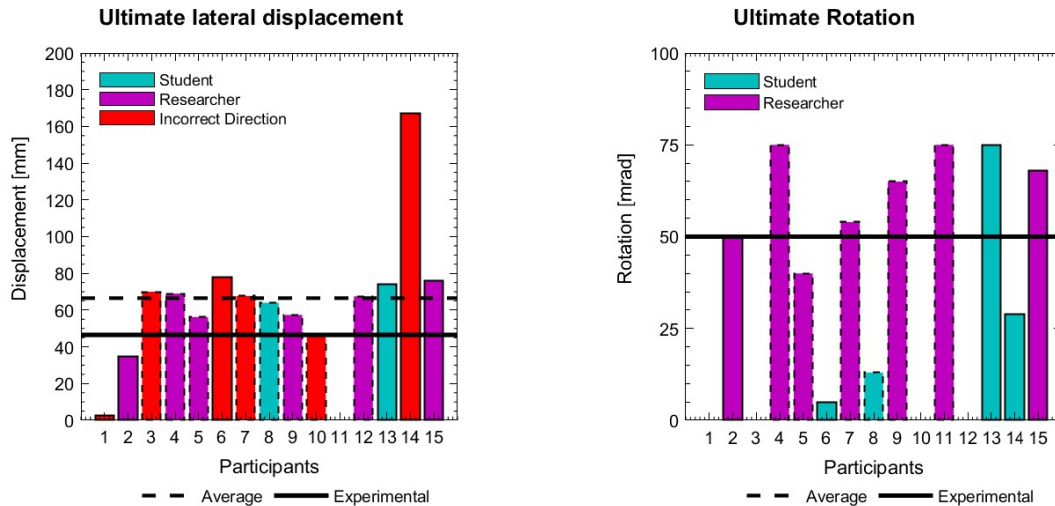 Ultimate lateral displacement
200
180
160
140
120
100
80
60
40
20
0
Displacement [mm]
Student
Researcher
Incorrect Direction
1 2 3 4 5 6 7 8 9 10 11 12 13 14 15
Participants
Average
Experimental
Ultimate Rotation
100
75
50
25
0
Rotation [mrad]
Student
Researcher
1 2 3 4 5 6 7 8 9 10 11 12 13 14 15
Participants
Average
Experimental